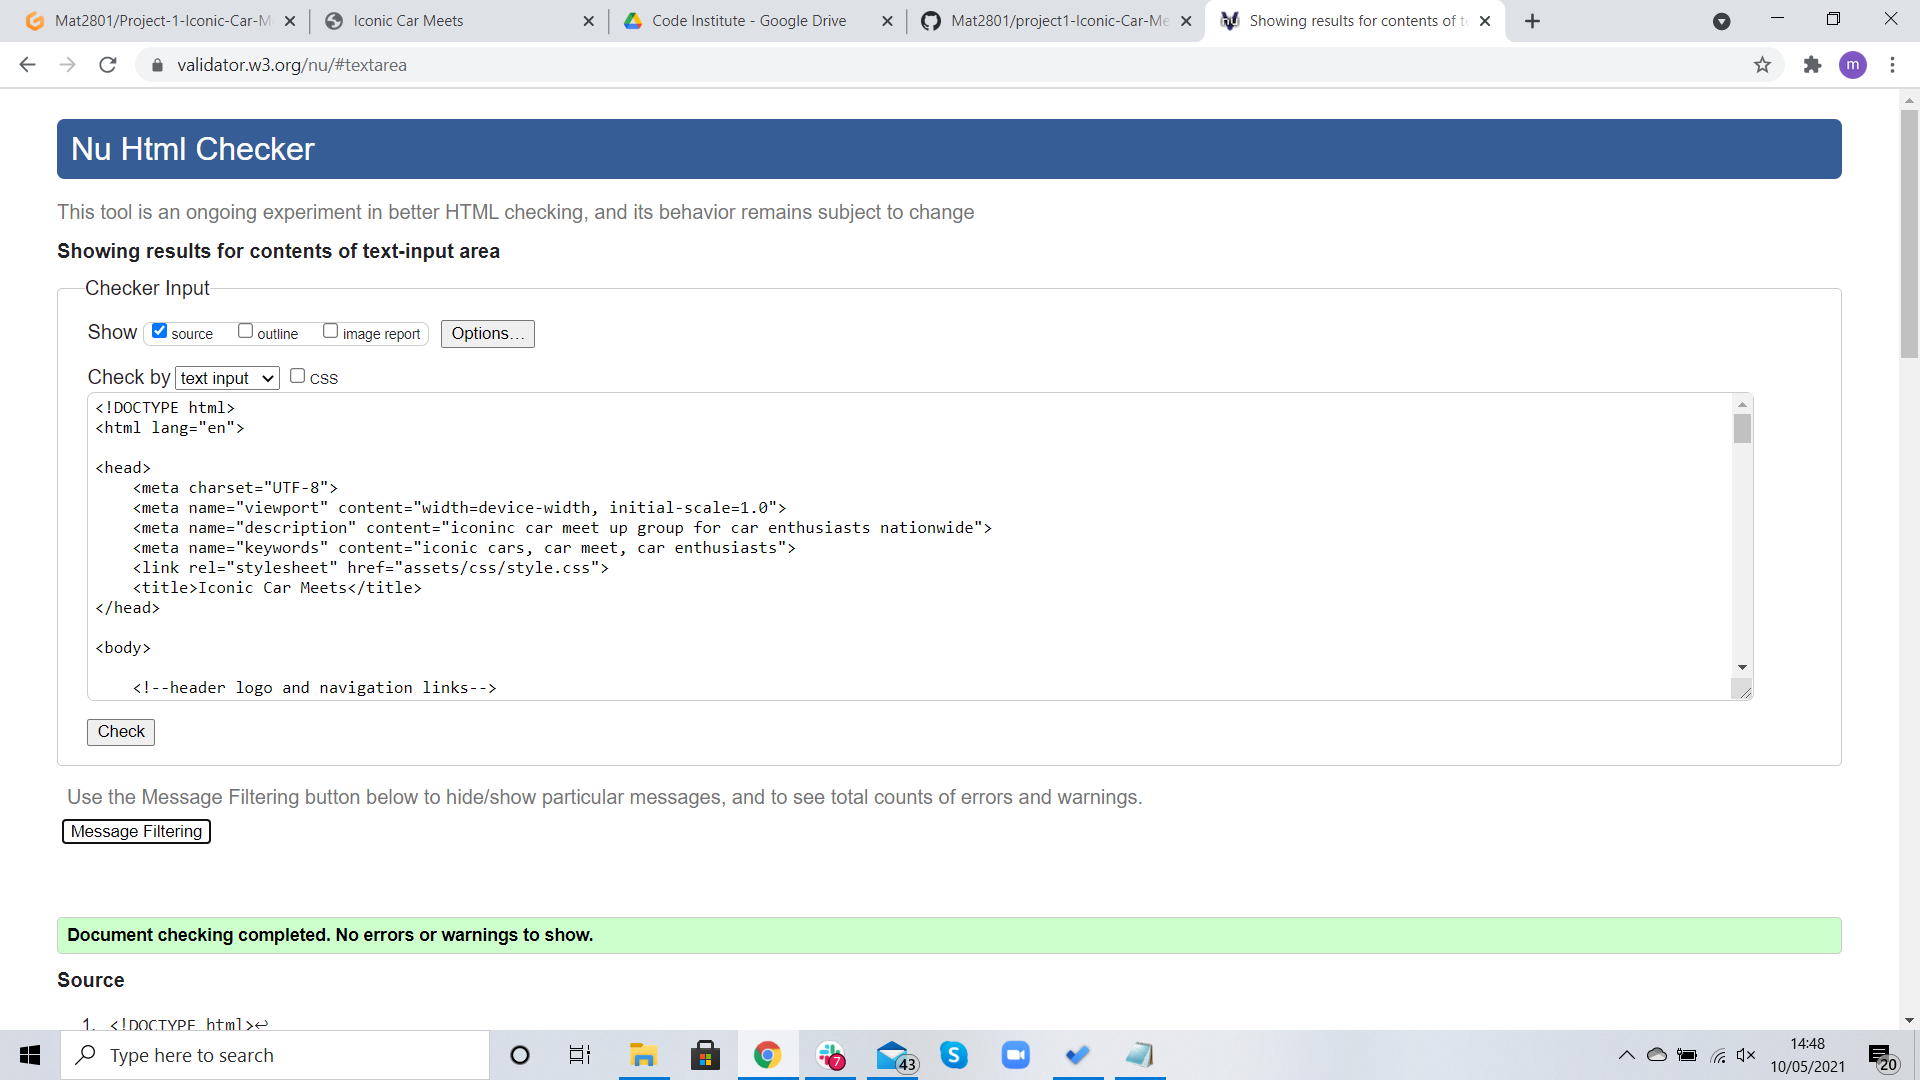 Mat2801/Project-1-Iconic-Car-M
Iconic Car Meets
Code Institute - Google Drive
Mat2801/project1-Iconic-Car-Me
Showing results for contents of t
validator.w3.org/nu/#textarea
m
Nu Html Checker
This tool is an ongoing experiment in better HTML checking, and its behavior remains subject to change
Showing results for contents of text-input area
Checker Input
Show source outline image report Options...
Check by text input CSS
<!DOCTYPE html>
<html lang="en">
<head>
<meta charset="UTF-8">
<meta name="viewport" content="width=device-width, initial-scale=1.0">
<meta name="description" content="iconinc car meet up group for car enthusiasts nationwide">
<meta name="keywords" content="iconic cars, car meet, car enthusiasts">
<link rel="stylesheet" href="assets/css/style.css">
<title>Iconic Car Meets</title>
</head>
<body>
<!--header logo and navigation links-->
Check
Use the Message Filtering button below to hide/show particular messages, and to see total counts of errors and warnings.
Message Filtering
Document checking completed. No errors or warnings to show.
Source
1. <!DOCTYPE html>↩
Type here to search
7
43
S
14:48
10/05/2021
20